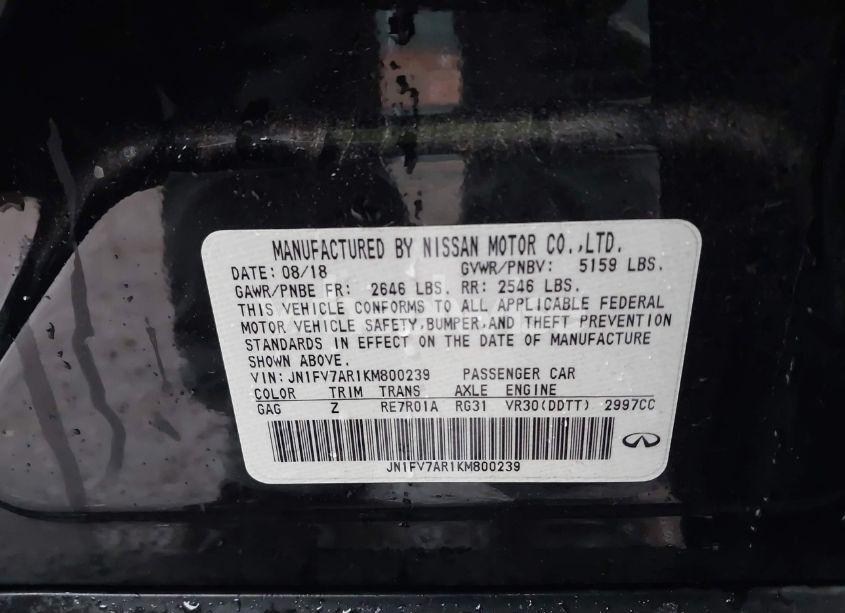 MANUFACTURED BY NISSAN MOTOR CO.,LTD.
DATE: 08/18 GVWR/PNBV: 5159 LBS.
GAWR/PNBE FR: 2646 LBS. RR: 2546 LBS.
THIS VEHICLE CONFORMS TO ALL APPLICABLE FEDERAL
MOTOR VEHICLE SAFETY,BUMPER,AND THEFT PREVENTION
STANDARDS IN EFFECT ON THE DATE OF MANUFACTURE
SHOWN ABOVE.
VIN: JN1FV7AR1KM800239 PASSENGER CAR
COLOR TRIM TRANS AXLE ENGINE
GAG Z RE7R01A RG31 VR30(DDTT) 2997CC
JN1FV7AR1KM800239